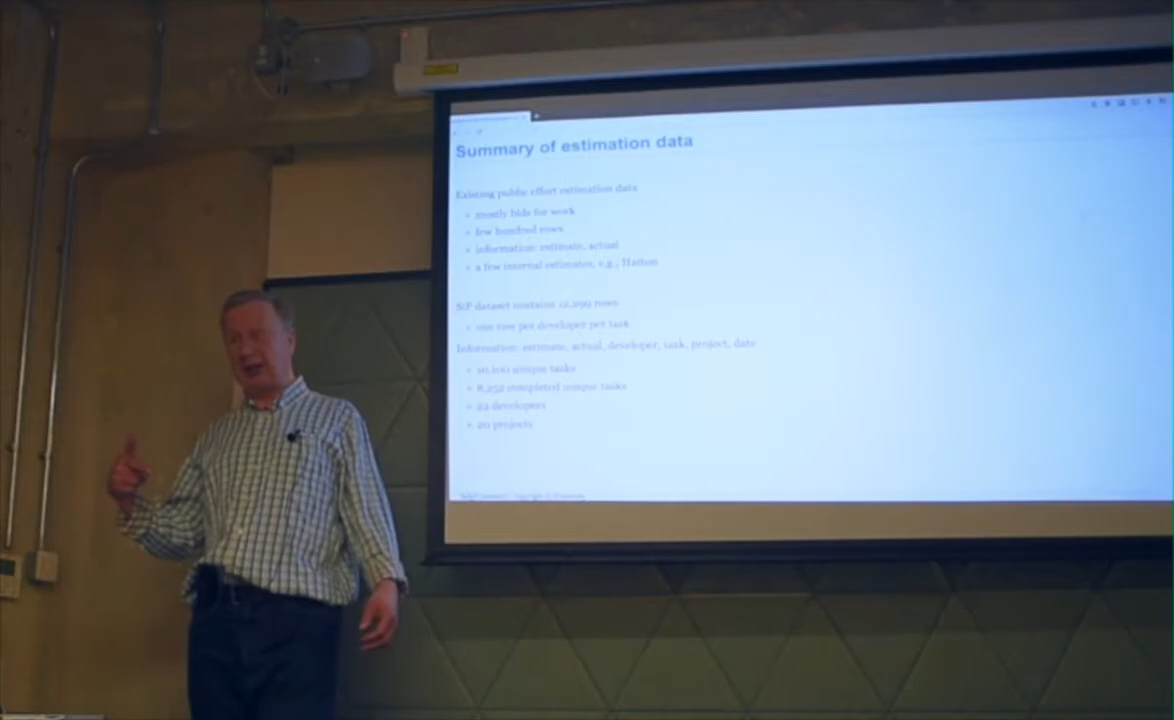 Summary of estimation data
Existing public effort estimation data
mostly bids for work
few hundred rows
information: estimate, actual
a few internal estimates, e.g., Hatton
SiP dataset contains 12,290 rows
one row per developer per task
Information: estimate, actual, developer, task, project, date
10,100 unique tasks
8,252 completed unique tasks
22 developers
20 projects